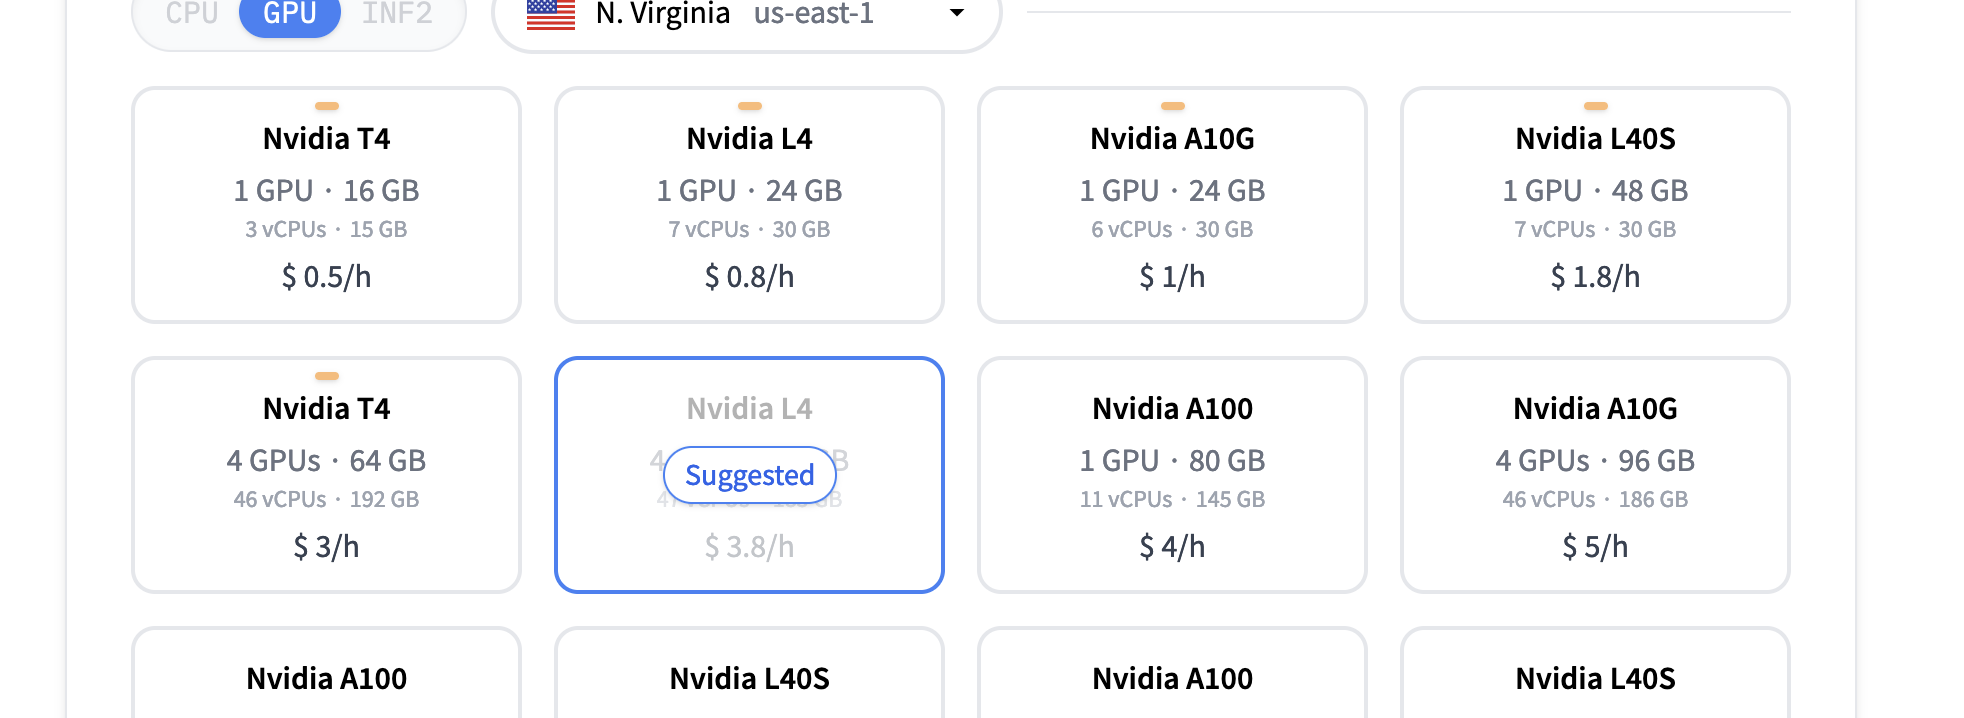 CPU GPU INF2 N. Virginia us-east-1
Nvidia T4
1 GPU · 16 GB
3 vCPUs · 15 GB
$ 0.5/h
Nvidia L4
1 GPU · 24 GB
7 vCPUs · 30 GB
$ 0.8/h
Nvidia A10G
1 GPU · 24 GB
6 vCPUs · 30 GB
$ 1/h
Nvidia L40S
1 GPU · 48 GB
7 vCPUs · 30 GB
$ 1.8/h
Nvidia T4
4 GPUs · 64 GB
46 vCPUs · 192 GB
$ 3/h
Nvidia L4
Suggested
$ 3.8/h
Nvidia A100
1 GPU · 80 GB
11 vCPUs · 145 GB
$ 4/h
Nvidia A10G
4 GPUs · 96 GB
46 vCPUs · 186 GB
$ 5/h
Nvidia A100
Nvidia L40S
Nvidia A100
Nvidia L40S